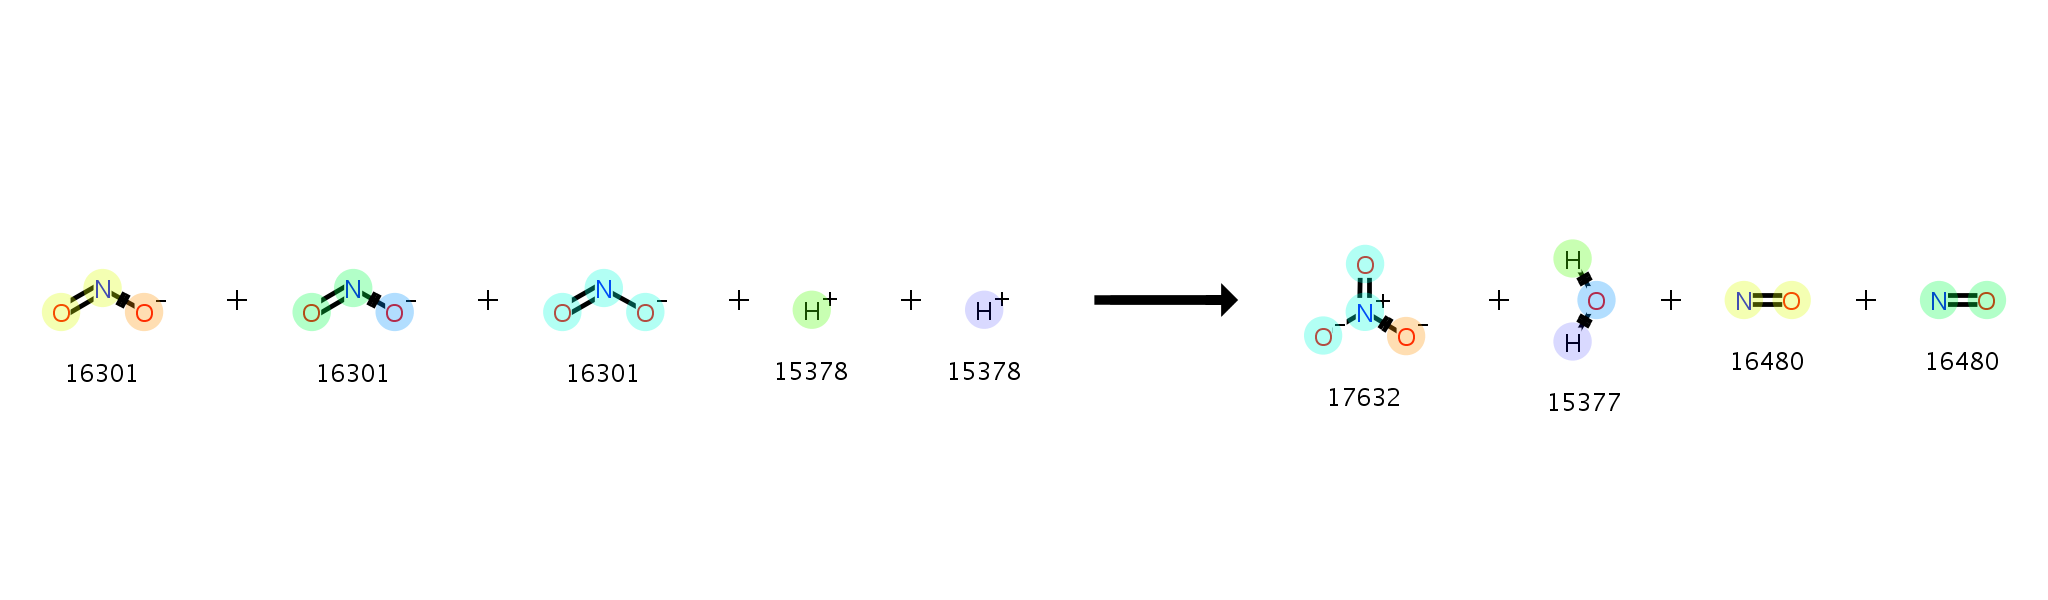 O N O⁻ + O N O⁻ + O N O⁻ + H⁺ + H⁺ O N⁺ O⁻ O⁻ + H O H + N O + N O
16301 16301 16301 15378 15378 17632 15377 16480 16480